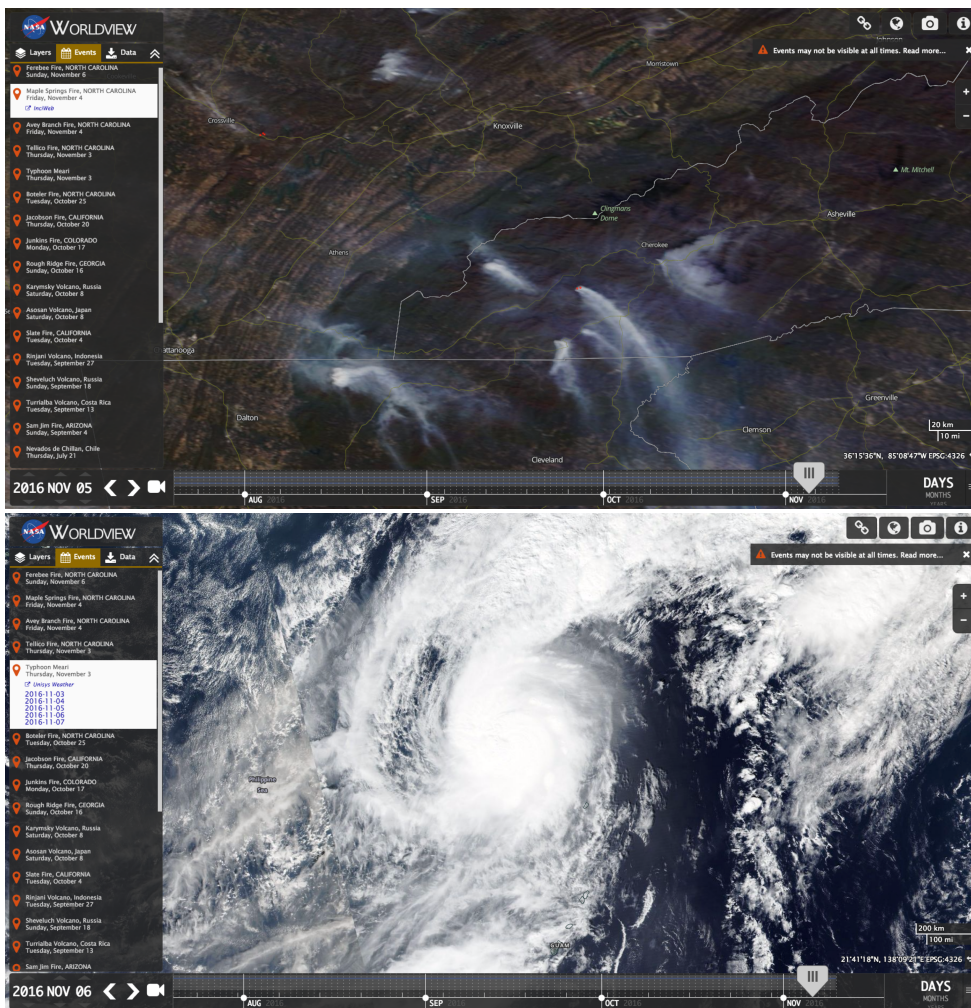 NASA WORLDVIEW
Layers Events Data
Events may not be visible at all times. Read more...
Ferebee Fire, NORTH CAROLINA
Sunday, November 6
Maple Springs Fire, NORTH CAROLINA
Friday, November 4
InciWeb
Avey Branch Fire, NORTH CAROLINA
Friday, November 4
Tellico Fire, NORTH CAROLINA
Thursday, November 3
Typhoon Meari
Thursday, November 3
Boteler Fire, NORTH CAROLINA
Tuesday, October 25
Jacobson Fire, CALIFORNIA
Thursday, October 20
Junkins Fire, COLORADO
Monday, October 17
Rough Ridge Fire, GEORGIA
Sunday, October 16
Karymsky Volcano, Russia
Saturday, October 8
Asosan Volcano, Japan
Saturday, October 8
Slate Fire, CALIFORNIA
Tuesday, October 4
Rinjani Volcano, Indonesia
Tuesday, September 27
Sheveluch Volcano, Russia
Sunday, September 18
Turrialba Volcano, Costa Rica
Tuesday, September 13
Sam Jim Fire, ARIZONA
Sunday, September 4
Nevados de Chillan, Chile
Thursday, July 21
Morristown
Crossville
Knoxville
Mt. Mitchell
Clingmans
Dome
Asheville
Cherokee
Athens
attanooga
Greenville
Dalton
Clemson
Cleveland
20 km
10 mi
36°15'36"N, 85°08'47"W EPSG:4326
2016 NOV 05
AUG 2016
SEP 2016
OCT 2016
NOV 2016
DAYS
MONTHS
NASA WORLDVIEW
Layers Events Data
Events may not be visible at all times. Read more...
Ferebee Fire, NORTH CAROLINA
Sunday, November 6
Maple Springs Fire, NORTH CAROLINA
Friday, November 4
Avey Branch Fire, NORTH CAROLINA
Friday, November 4
Tellico Fire, NORTH CAROLINA
Thursday, November 3
Typhoon Meari
Thursday, November 3
Unisys Weather
2016-11-03
2016-11-04
2016-11-05
2016-11-06
2016-11-07
Boteler Fire, NORTH CAROLINA
Tuesday, October 25
Jacobson Fire, CALIFORNIA
Thursday, October 20
Junkins Fire, COLORADO
Monday, October 17
Rough Ridge Fire, GEORGIA
Sunday, October 16
Karymsky Volcano, Russia
Saturday, October 8
Asosan Volcano, Japan
Saturday, October 8
Slate Fire, CALIFORNIA
Tuesday, October 4
Rinjani Volcano, Indonesia
Tuesday, September 27
Sheveluch Volcano, Russia
Sunday, September 18
Turrialba Volcano, Costa Rica
Tuesday, September 13
Sam Jim Fire, ARIZONA
Philippine
Sea
GUAM
200 km
100 mi
21°41'18"N, 138°09'21"E EPSG:4326
2016 NOV 06
AUG 2016
SEP 2016
OCT 2016
NOV 2016
DAYS
MONTHS